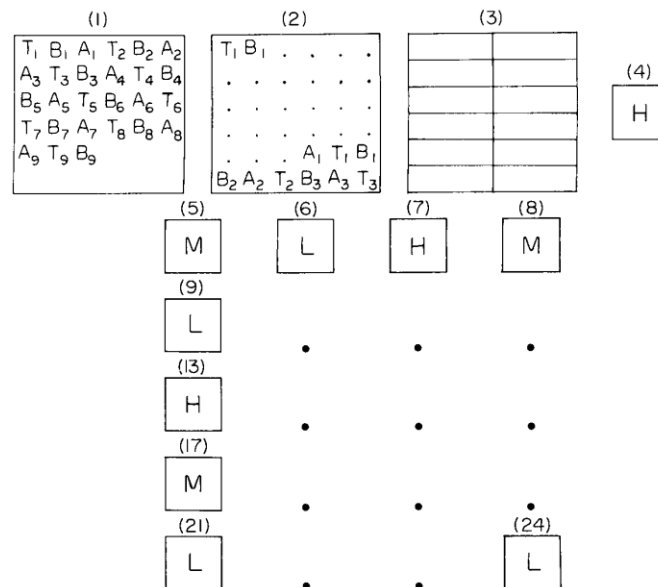 (1) (2) (3)
(4)
T₁ B₁ A₁ T₂ B₂ A₂
A₃ T₃ B₃ A₄ T₄ B₄
B₅ A₅ T₅ B₆ A₆ T₆
T₇ B₇ A₇ T₈ B₈ A₈
A₉ T₉ B₉
T₁ B₁ . . . .
. . . . . .
. . . . . .
. . . . . .
. . . A₁ T₁ B₁
B₂ A₂ T₂ B₃ A₃ T₃
H
(5) (6) (7) (8)
M L H M
(9)
L
(13)
H
(17)
M
(21) (24)
L L